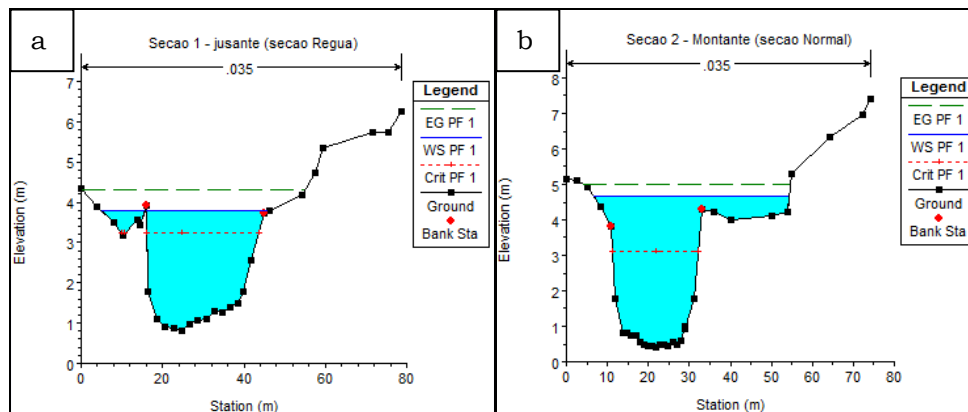 a
Secao 1 - jusante (secao Regua)
.035
7
6
5
4
3
2
1
0
Elevation (m)
0 20 40 60 80
Station (m)
Legend
EG PF 1
WS PF 1
Crit PF 1
Ground
Bank Sta
b
Secao 2 - Montante (secao Normal)
.035
8
7
6
5
4
3
2
1
0
Elevation (m)
0 10 20 30 40 50 60 70 80
Station (m)
Legend
EG PF 1
WS PF 1
Crit PF 1
Ground
Bank Sta